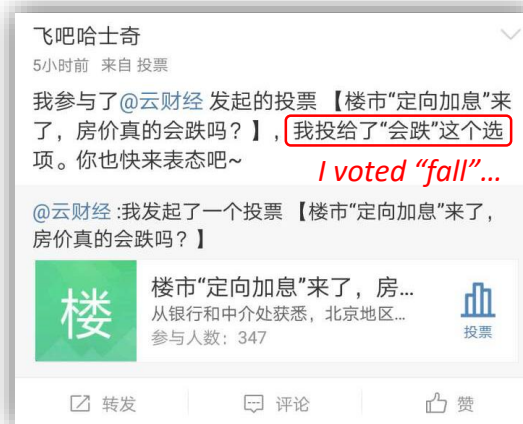 飞吧哈士奇
5小时前 来自 投票
我参与了@云财经 发起的投票 【楼市“定向加息”来
了，房价真的会跌吗？】, 我投给了“会跌”这个选
项。你也快来表态吧~
I voted “fall”…
@云财经 :我发起了一个投票 【楼市“定向加息”来了，
房价真的会跌吗？】
楼
楼市“定向加息”来了，房...
从银行和中介处获悉，北京地区...
参与人数：347
投票
转发
评论
赞